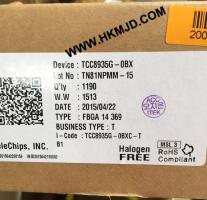 www.HKMJD.COM
200
Device : TCC8935G-0BX
Lot No : TN81NPMM-15
Q'ty : 1190
W.W : 1513
DATE : 2015/04/22
TYPE : FBGA 14 369
BUSINESS TYPE : T
I-Code : TCC8935G-0BXC-T
B1
leChips, INC.
Halogen
FREE
MSL 3
RoHS
Compliant